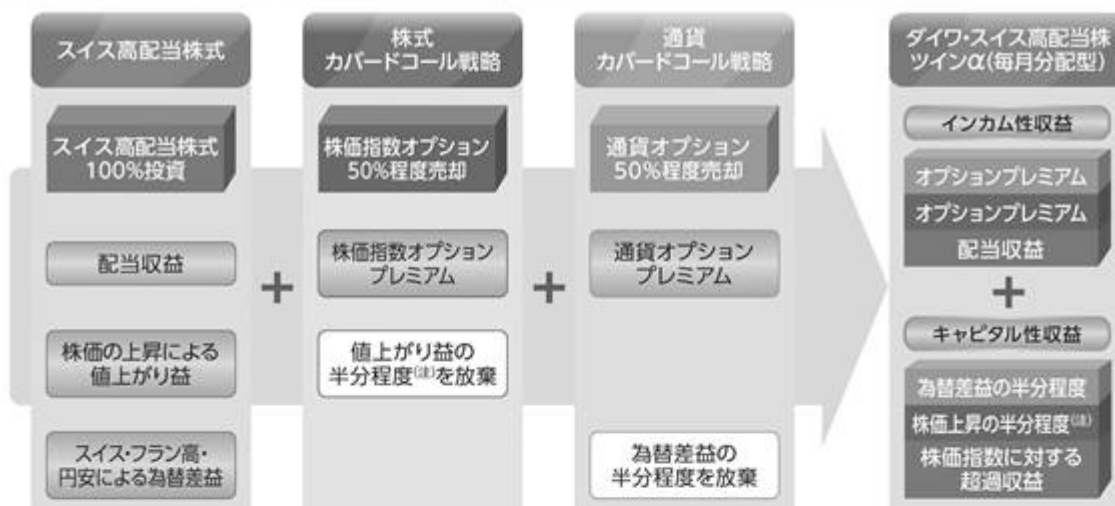 スイス高配当株式
スイス高配当株式
100%投資
配当収益
株価の上昇による
値上がり益
スイス・フラン高・
円安による為替差益
+
株式
カバードコール戦略
株価指数オプション
50%程度売却
株価指数オプション
プレミアム
値上がり益の
半分程度(注)を放棄
+
通貨
カバードコール戦略
通貨オプション
50%程度売却
通貨オプション
プレミアム
為替差益の
半分程度を放棄
ダイワ・スイス高配当株
ツインα(毎月分配型)
インカム性収益
オプションプレミアム
オプションプレミアム
配当収益
+
キャピタル性収益
為替差益の半分程度
株価上昇の半分程度(注)
株価指数に対する
超過収益